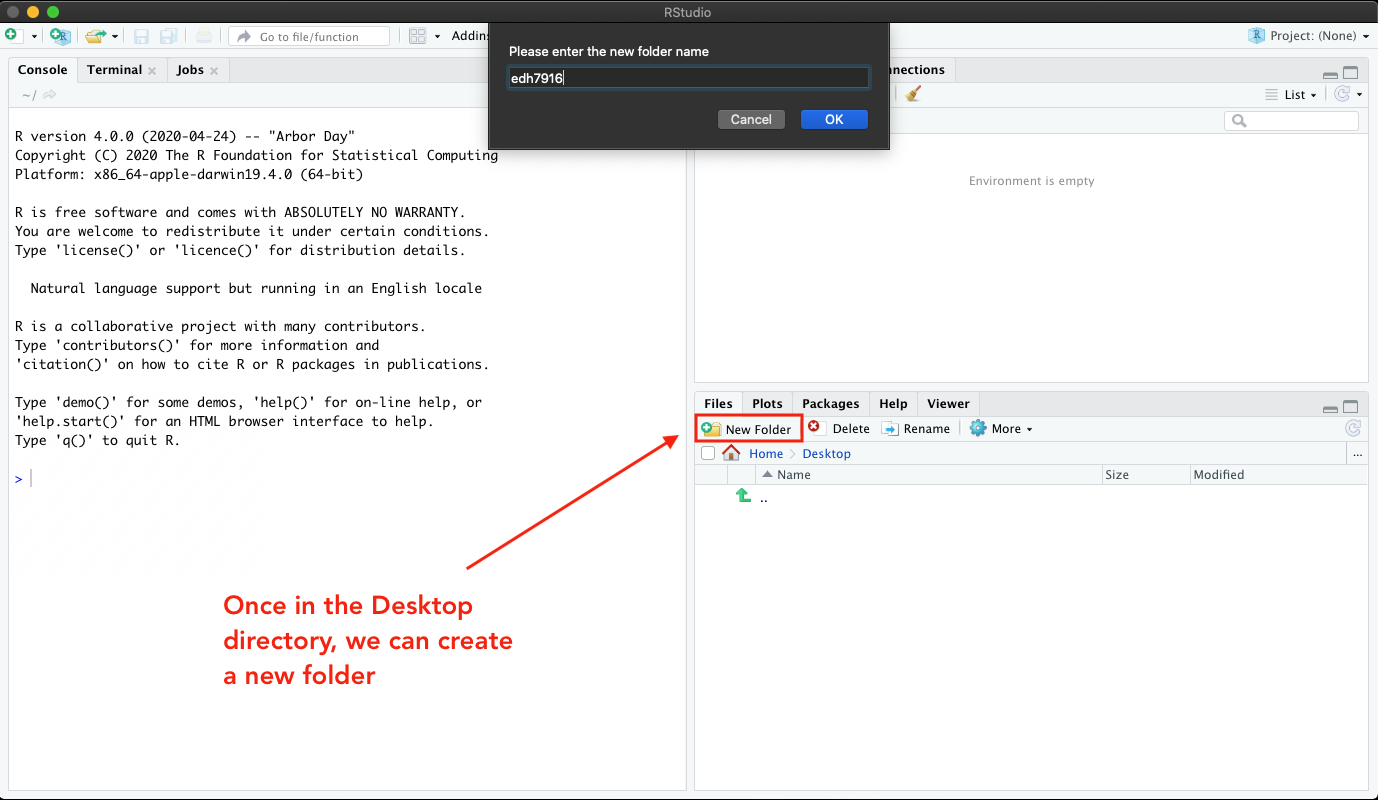 RStudio
Go to file/function
Addins
Project: (None)
Please enter the new folder name
edh7916
Cancel
OK
Console
Terminal
Jobs
~/
R version 4.0.0 (2020-04-24) -- "Arbor Day"
Copyright (C) 2020 The R Foundation for Statistical Computing
Platform: x86_64-apple-darwin19.4.0 (64-bit)
R is free software and comes with ABSOLUTELY NO WARRANTY.
You are welcome to redistribute it under certain conditions.
Type 'license()' or 'licence()' for distribution details.
Natural language support but running in an English locale
R is a collaborative project with many contributors.
Type 'contributors()' for more information and
'citation()' on how to cite R or R packages in publications.
Type 'demo()' for some demos, 'help()' for on-line help, or
'help.start()' for an HTML browser interface to help.
Type 'q()' to quit R.
>
Once in the Desktop
directory, we can create
a new folder
nnections
List
Environment is empty
Files
Plots
Packages
Help
Viewer
New Folder
Delete
Rename
More
Home
Desktop
...
Name
Size
Modified
..